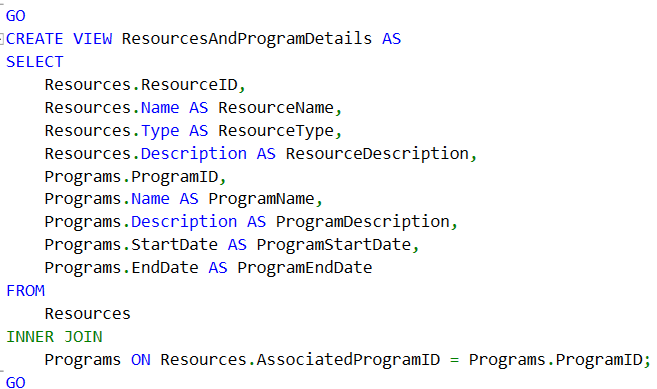 GO
CREATE VIEW ResourcesAndProgramDetails AS
SELECT
    Resources.ResourceID,
    Resources.Name AS ResourceName,
    Resources.Type AS ResourceType,
    Resources.Description AS ResourceDescription,
    Programs.ProgramID,
    Programs.Name AS ProgramName,
    Programs.Description AS ProgramDescription,
    Programs.StartDate AS ProgramStartDate,
    Programs.EndDate AS ProgramEndDate
FROM
    Resources
INNER JOIN
    Programs ON Resources.AssociatedProgramID = Programs.ProgramID;
GO